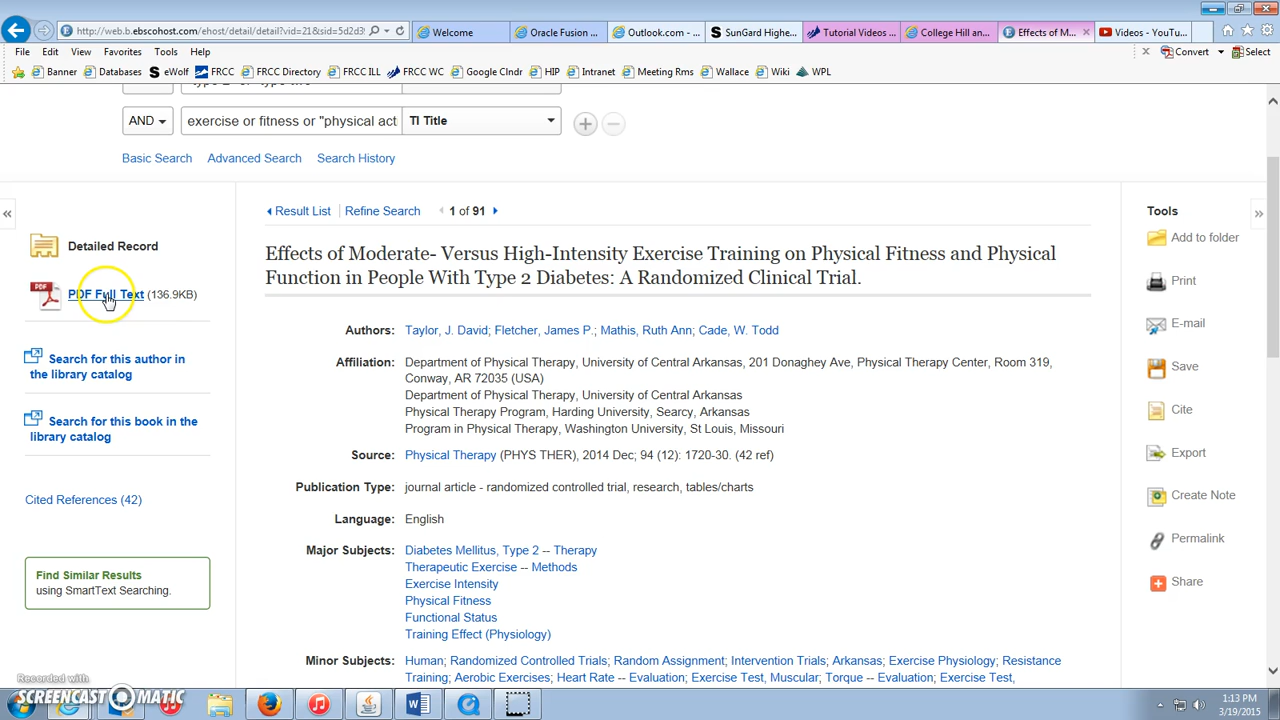 http://web.b.ebscohost.com/ehost/detail/detail?vid=21&sid=5d2d3
Welcome
Oracle Fusion ...
Outlook.com - ...
SunGard Highe...
Tutorial Videos ...
College Hill an...
Effects of M...
Videos - YouTu...
File Edit View Favorites Tools Help
Convert
Select
Banner
Databases
eWolf
FRCC
FRCC Directory
FRCC ILL
FRCC WC
Google Clndr
HIP
Intranet
Meeting Rms
Wallace
Wiki
WPL
AND
exercise or fitness or "physical act
TI Title
Basic Search Advanced Search Search History
Result List Refine Search 1 of 91
Detailed Record
PDF
PDF Full Text (136.9KB)
Search for this author in
the library catalog
Search for this book in the
library catalog
Cited References (42)
Find Similar Results
using SmartText Searching.
Effects of Moderate- Versus High-Intensity Exercise Training on Physical Fitness and Physical
Function in People With Type 2 Diabetes: A Randomized Clinical Trial.
Authors: Taylor, J. David; Fletcher, James P.; Mathis, Ruth Ann; Cade, W. Todd
Affiliation: Department of Physical Therapy, University of Central Arkansas, 201 Donaghey Ave, Physical Therapy Center, Room 319,
Conway, AR 72035 (USA)
Department of Physical Therapy, University of Central Arkansas
Physical Therapy Program, Harding University, Searcy, Arkansas
Program in Physical Therapy, Washington University, St Louis, Missouri
Source: Physical Therapy (PHYS THER), 2014 Dec; 94 (12): 1720-30. (42 ref)
Publication Type: journal article - randomized controlled trial, research, tables/charts
Language: English
Major Subjects: Diabetes Mellitus, Type 2 -- Therapy
Therapeutic Exercise -- Methods
Exercise Intensity
Physical Fitness
Functional Status
Training Effect (Physiology)
Minor Subjects: Human; Randomized Controlled Trials; Random Assignment; Intervention Trials; Arkansas; Exercise Physiology; Resistance
Training; Aerobic Exercises; Heart Rate -- Evaluation; Exercise Test, Muscular; Torque -- Evaluation; Exercise Test,
Tools
Add to folder
Print
E-mail
Save
Cite
Export
Create Note
Permalink
Share
Recorded with
SCREENCAST-O-MATIC
1:13 PM
3/19/2015